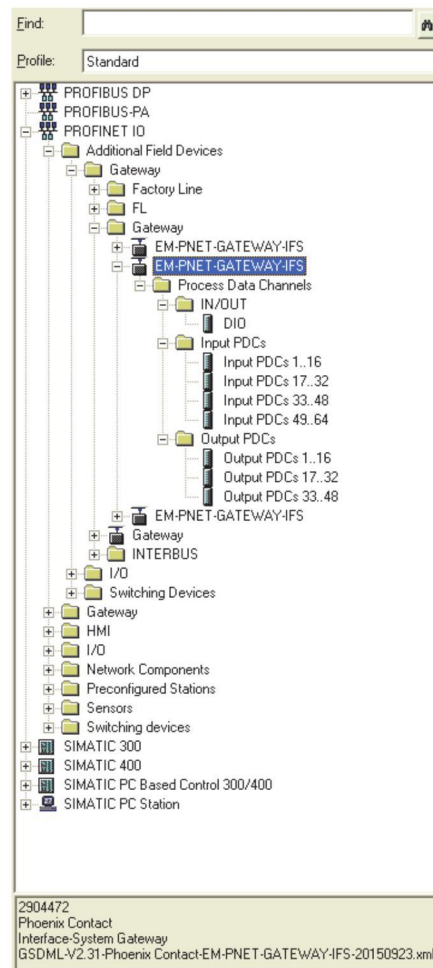 Find:
Profile:
Standard
PROFIBUS DP
PROFIBUS-PA
PROFINET IO
Additional Field Devices
Gateway
Factory Line
FL
Gateway
EM-PNET-GATEWAY-IFS
EM-PNET-GATEWAY-IFS
Process Data Channels
IN/OUT
DIO
Input PDCs
Input PDCs 1..16
Input PDCs 17..32
Input PDCs 33..48
Input PDCs 49..64
Output PDCs
Output PDCs 1..16
Output PDCs 17..32
Output PDCs 33..48
EM-PNET-GATEWAY-IFS
Gateway
INTERBUS
I/O
Switching Devices
Gateway
HMI
I/O
Network Components
Preconfigured Stations
Sensors
Switching devices
SIMATIC 300
SIMATIC 400
SIMATIC PC Based Control 300/400
SIMATIC PC Station
2904472
Phoenix Contact
Interface-System Gateway
GSDML-V2.31-Phoenix Contact-EM-PNET-GATEWAY-IFS-20150923.xml